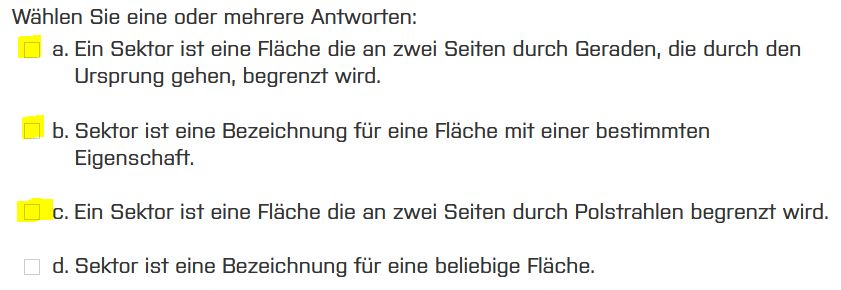 Wählen Sie eine oder mehrere Antworten:
a. Ein Sektor ist eine Fläche die an zwei Seiten durch Geraden, die durch den
Ursprung gehen, begrenzt wird.
b. Sektor ist eine Bezeichnung für eine Fläche mit einer bestimmten
Eigenschaft.
c. Ein Sektor ist eine Fläche die an zwei Seiten durch Polstrahlen begrenzt wird.
d. Sektor ist eine Bezeichnung für eine beliebige Fläche.